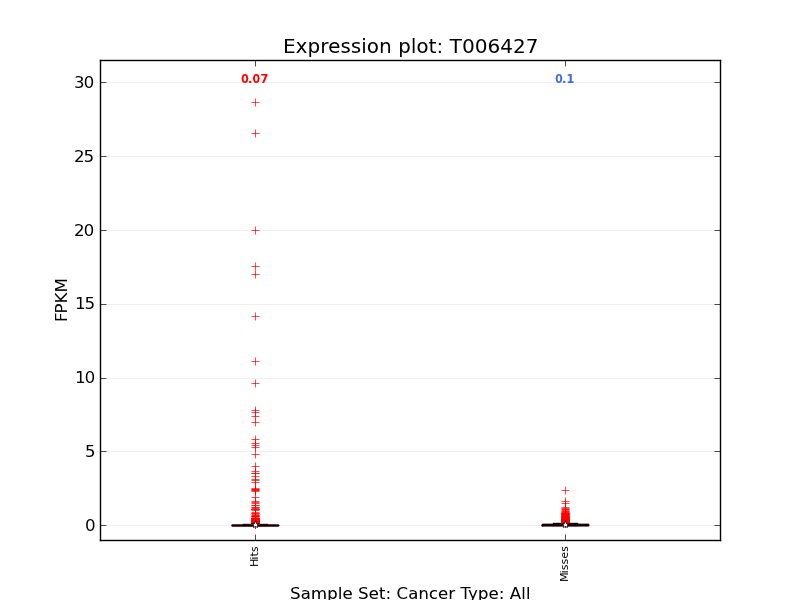 Expression plot: T006427
0.07
0.1
30
25
20
15
10
5
0
FPKM
Hits
Misses
Sample Set: Cancer Type: All